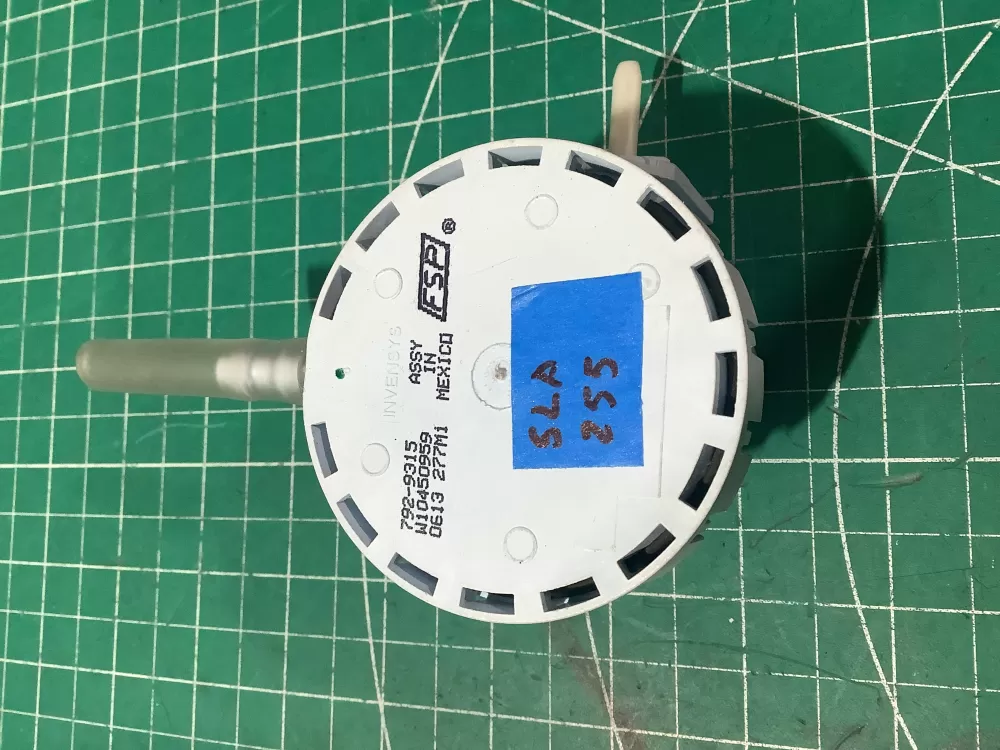 INVENSYS
792-9315
W10450959
0613 277M1
ASSY
IN
MEXICO
FSP®
SLA
255